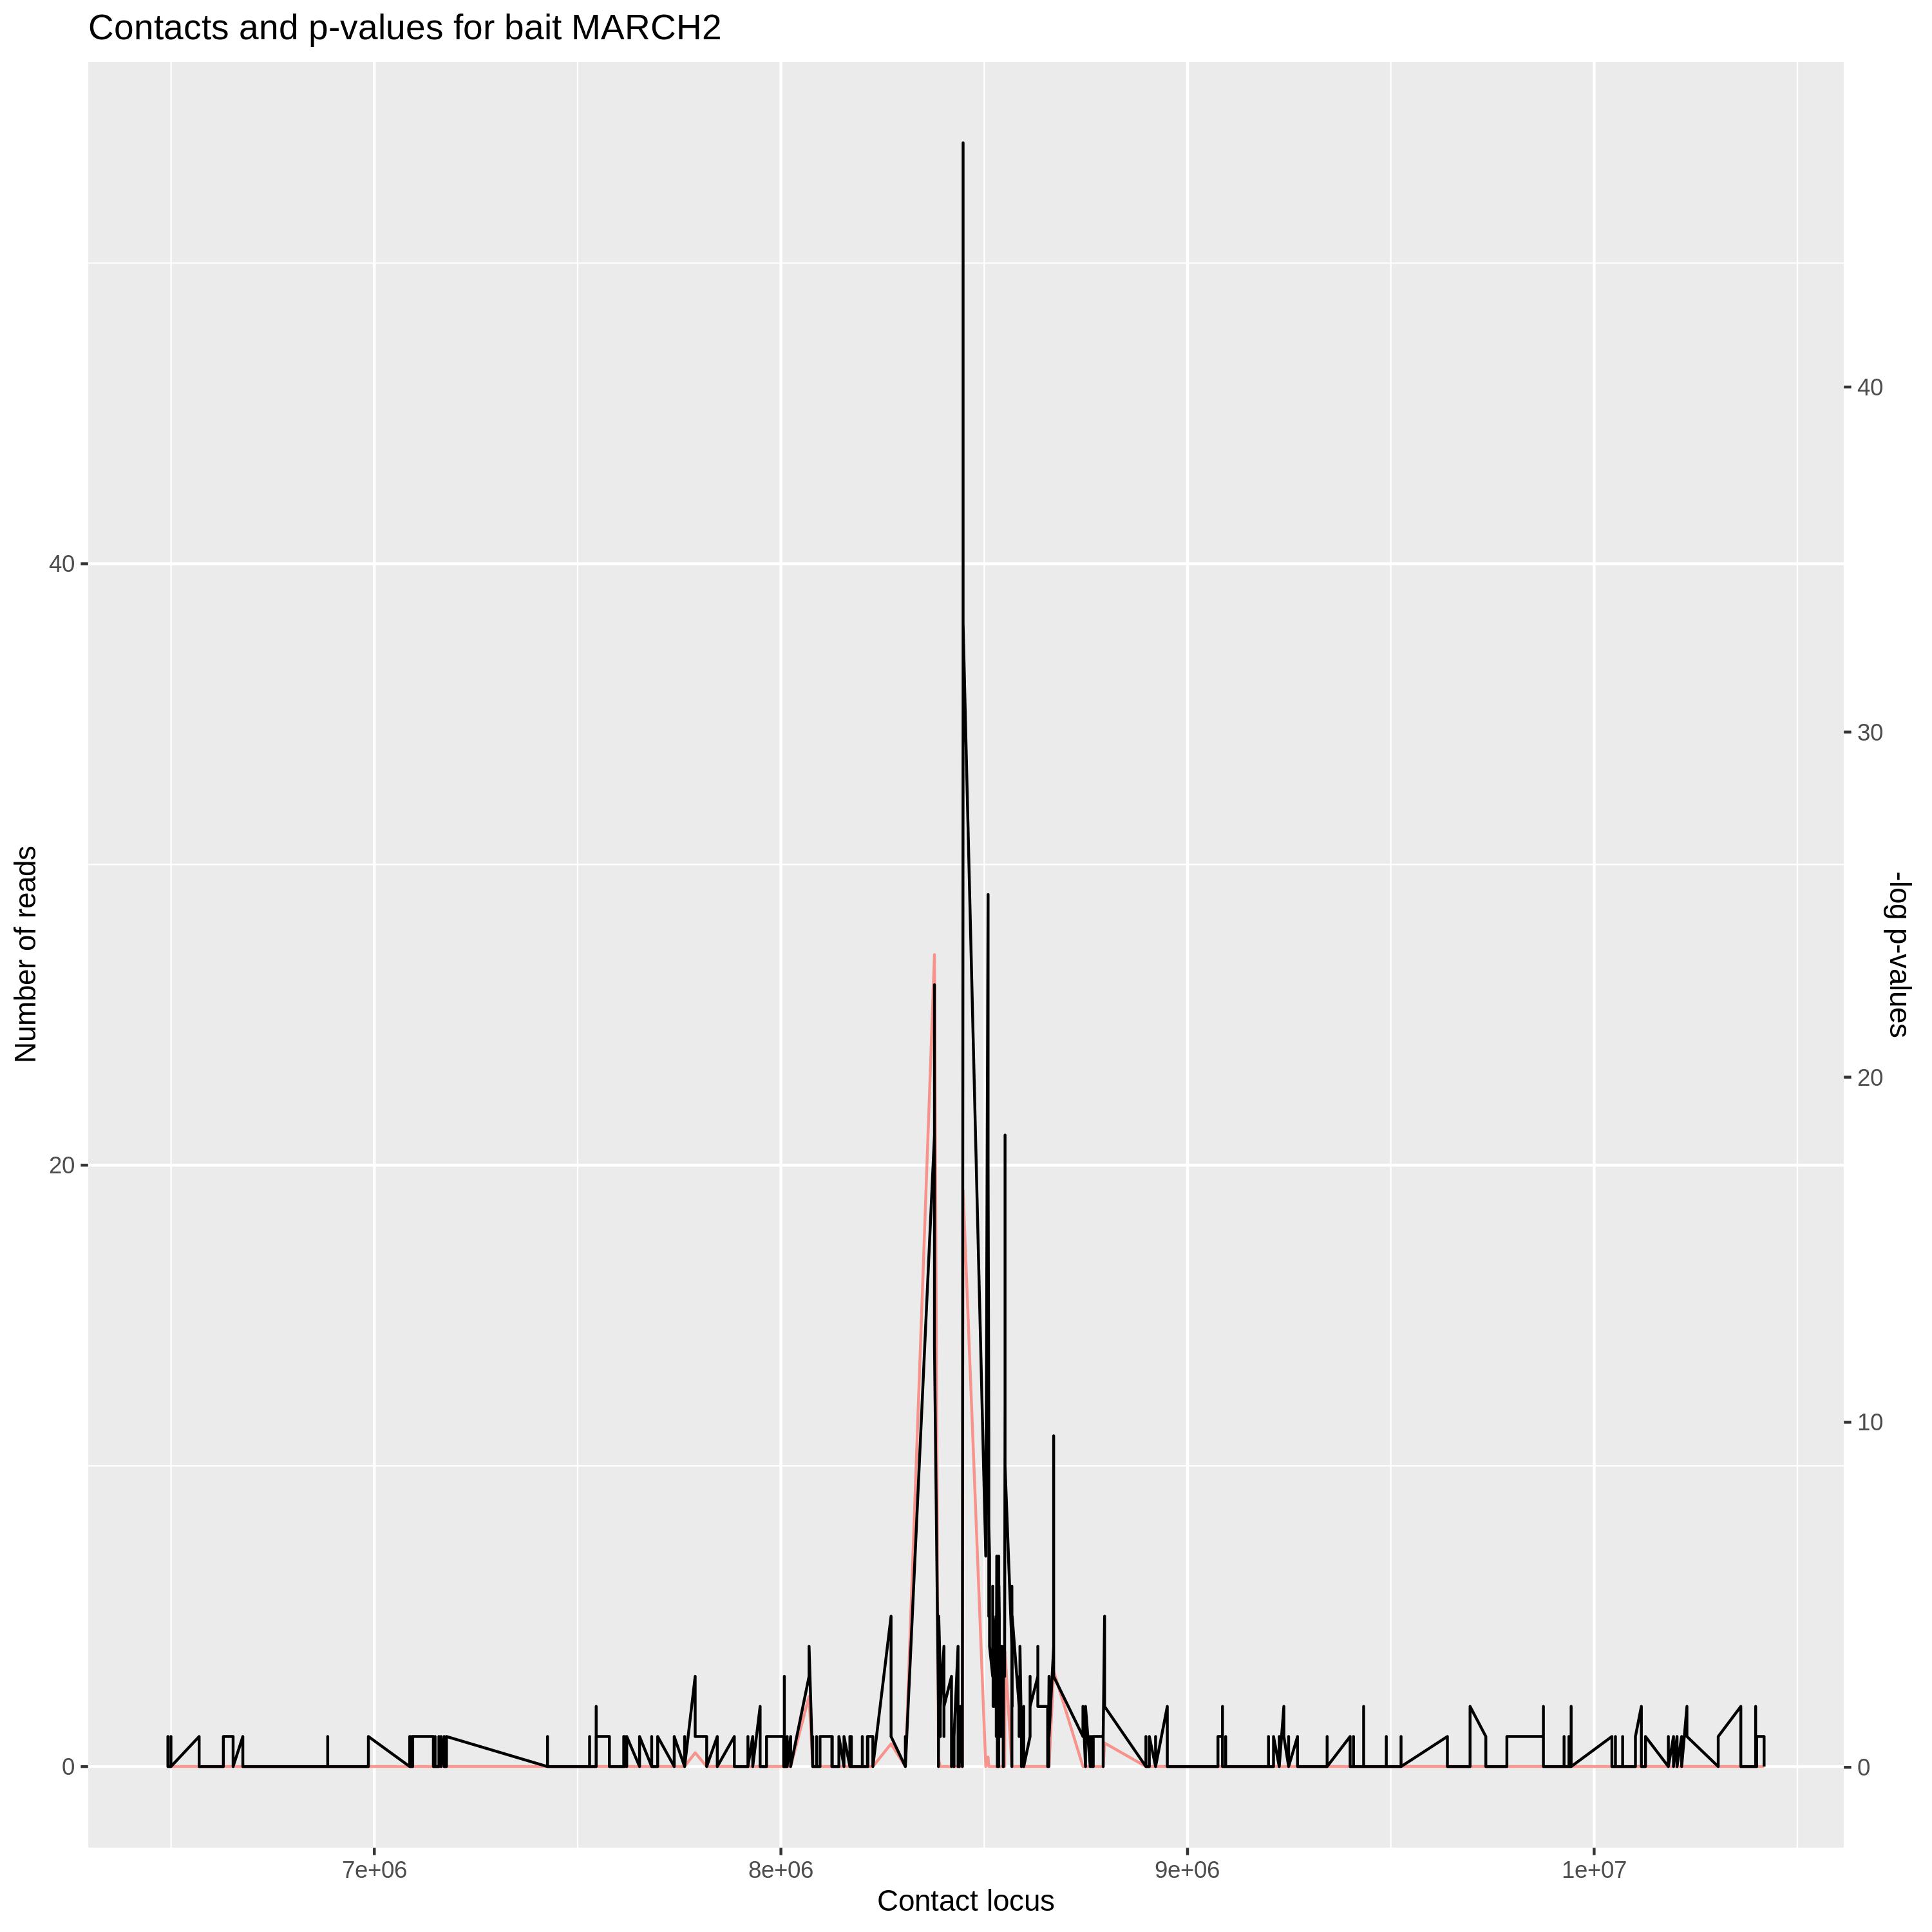 Contacts and p-values for bait MARCH2
Number of reads
40
20
0
40
30
20
10
0
-log p-values
7e+06
8e+06
9e+06
1e+07
Contact locus